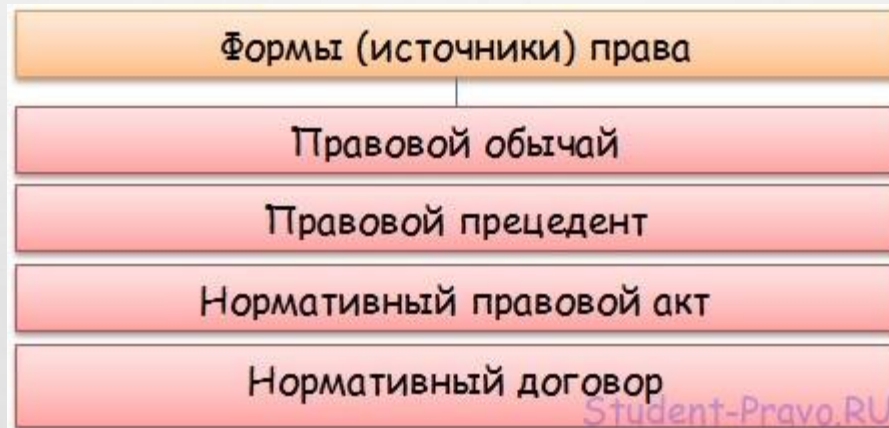 Формы (источники) права
Правовой обычай
Правовой прецедент
Нормативный правовой акт
Нормативный договор
Student-Pravo.RU